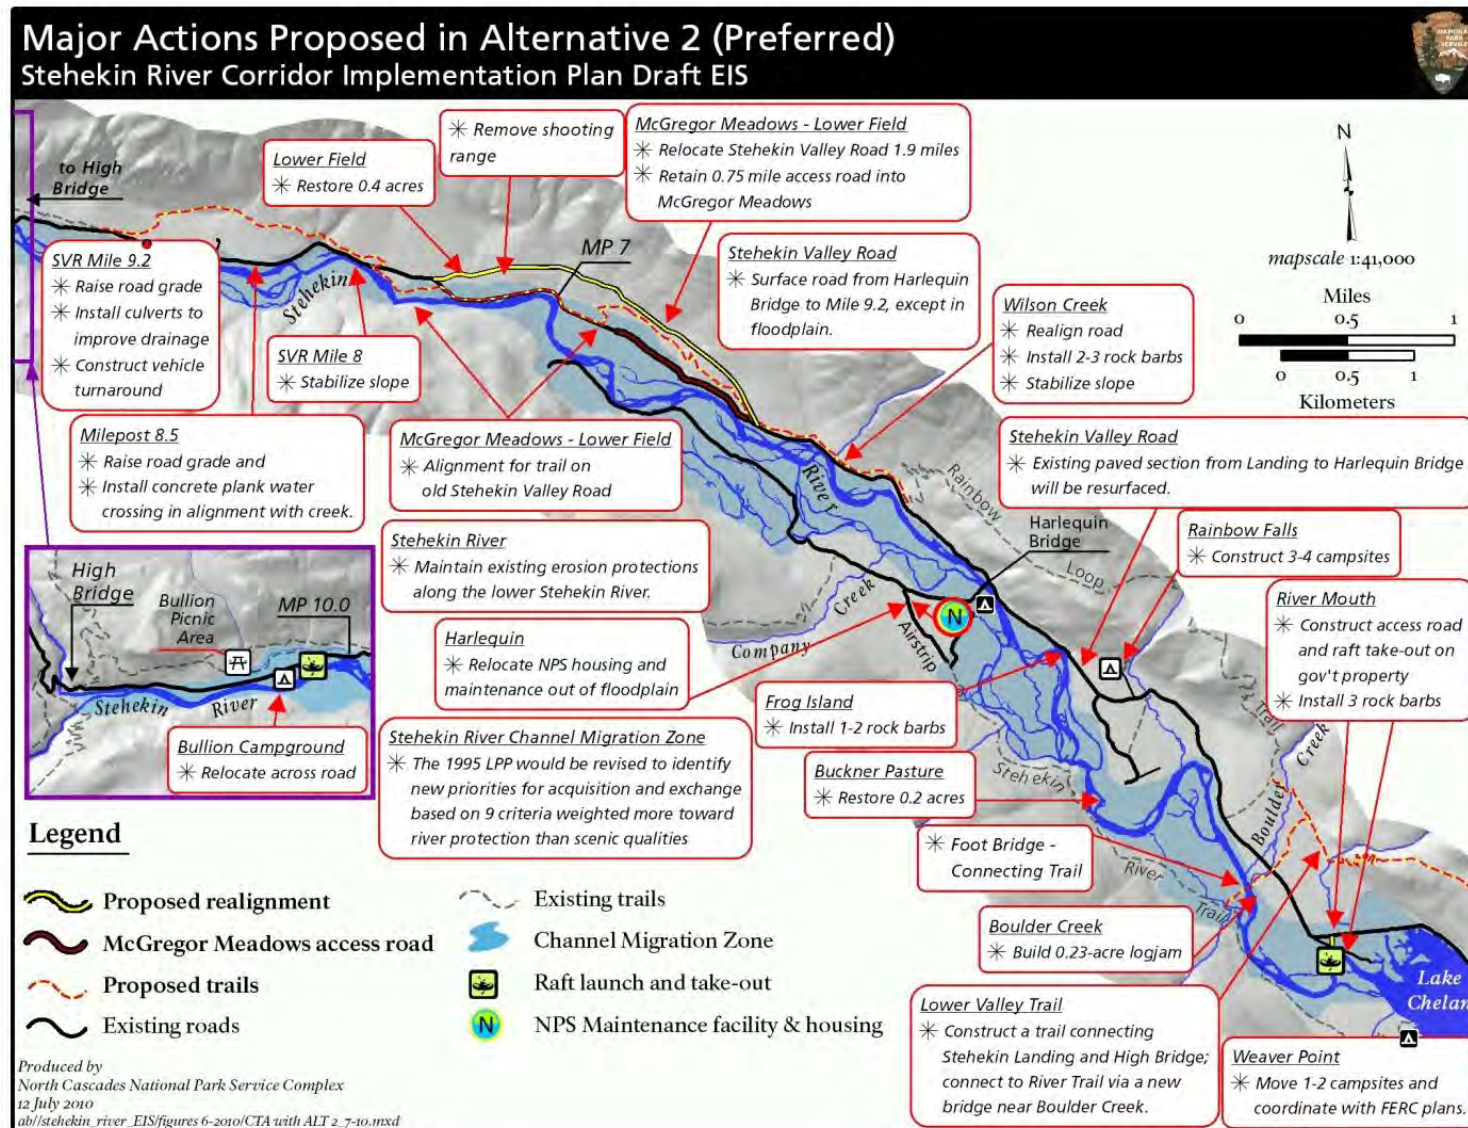 Major Actions Proposed in Alternative 2 (Preferred)
Stehekin River Corridor Implementation Plan Draft EIS
NATIONAL
PARK
SERVICE
to High
Bridge
Lower Field
✳ Restore 0.4 acres
✳ Remove shooting
range
McGregor Meadows - Lower Field
✳ Relocate Stehekin Valley Road 1.9 miles
✳ Retain 0.75 mile access road into
McGregor Meadows
N
mapscale 1:41,000
Miles
0 0.5 1
0 0.5 1
Kilometers
SVR Mile 9.2
✳ Raise road grade
✳ Install culverts to
improve drainage
✳ Construct vehicle
turnaround
Stehekin
MP 7
Stehekin Valley Road
✳ Surface road from Harlequin
Bridge to Mile 9.2, except in
floodplain.
Wilson Creek
✳ Realign road
✳ Install 2-3 rock barbs
✳ Stabilize slope
SVR Mile 8
✳ Stabilize slope
Milepost 8.5
✳ Raise road grade and
✳ Install concrete plank water
crossing in alignment with creek.
McGregor Meadows - Lower Field
✳ Alignment for trail on
old Stehekin Valley Road
Stehekin Valley Road
✳ Existing paved section from Landing to Harlequin Bridge
will be resurfaced.
River
Rainbow
Loop
Trail
Harlequin
Bridge
Rainbow Falls
✳ Construct 3-4 campsites
Stehekin River
✳ Maintain existing erosion protections
along the lower Stehekin River.
High
Bridge
Bullion
Picnic
Area
MP 10.0
Stehekin River
Bullion Campground
✳ Relocate across road
Harlequin
✳ Relocate NPS housing and
maintenance out of floodplain
Company Creek
Airstrip
N
River Mouth
✳ Construct access road
and raft take-out on
gov't property
✳ Install 3 rock barbs
Frog Island
✳ Install 1-2 rock barbs
Stehekin River Channel Migration Zone
✳ The 1995 LPP would be revised to identify
new priorities for acquisition and exchange
based on 9 criteria weighted more toward
river protection than scenic qualities
Buckner Pasture
✳ Restore 0.2 acres
Stehekin
River
Trail
Boulder Creek
✳ Foot Bridge -
Connecting Trail
Boulder Creek
✳ Build 0.23-acre logjam
Lake
Chelan
Lower Valley Trail
✳ Construct a trail connecting
Stehekin Landing and High Bridge;
connect to River Trail via a new
bridge near Boulder Creek.
Weaver Point
✳ Move 1-2 campsites and
coordinate with FERC plans.
Legend
Proposed realignment
McGregor Meadows access road
Proposed trails
Existing roads
Existing trails
Channel Migration Zone
Raft launch and take-out
N NPS Maintenance facility & housing
Produced by
North Cascades National Park Service Complex
12 July 2010
ab//stehekin_river_EIS/figures 6-2010/CTA with ALT 2_7-10.mxd